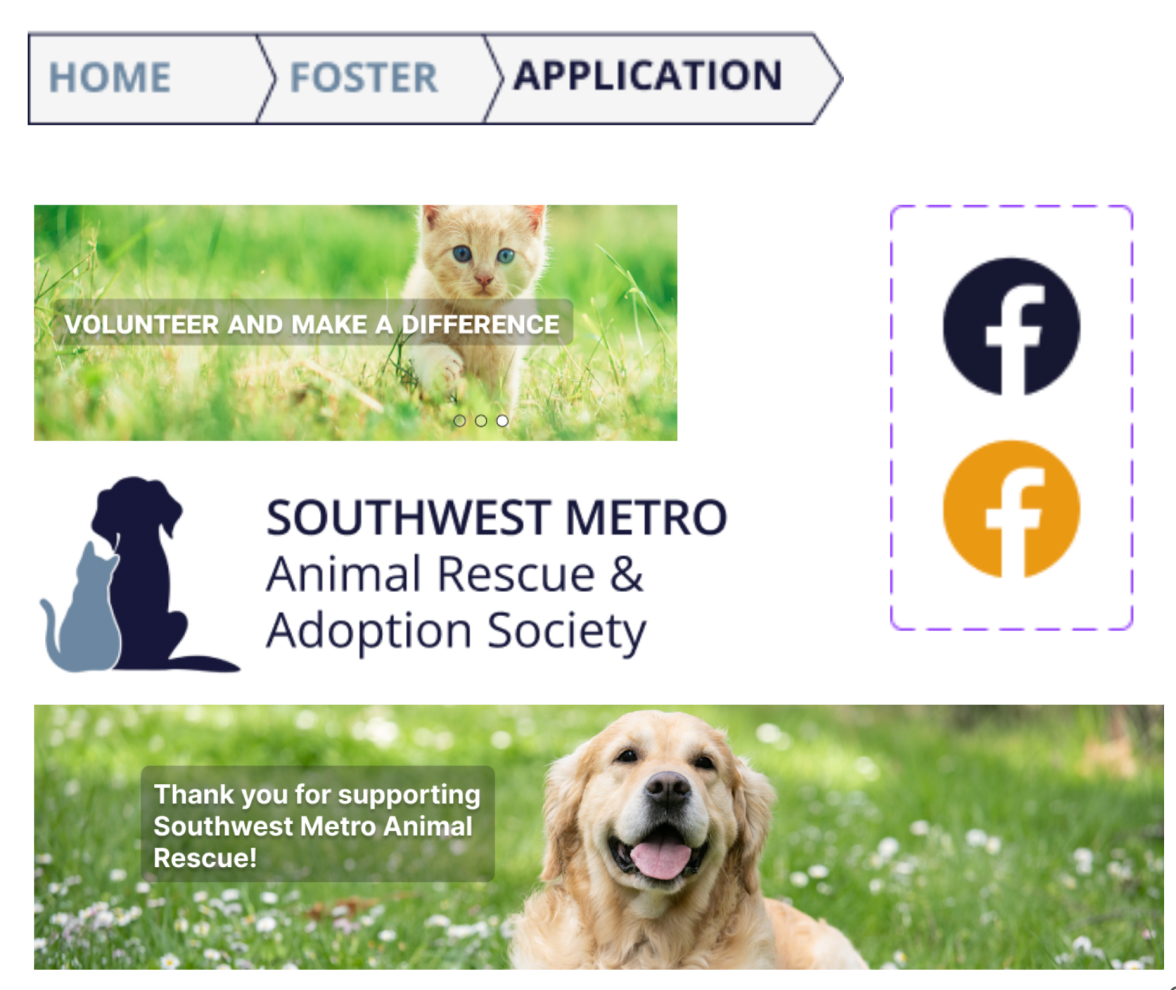 HOME FOSTER APPLICATION
VOLUNTEER AND MAKE A DIFFERENCE
SOUTHWEST METRO
Animal Rescue &
Adoption Society
Thank you for supporting
Southwest Metro Animal
Rescue!